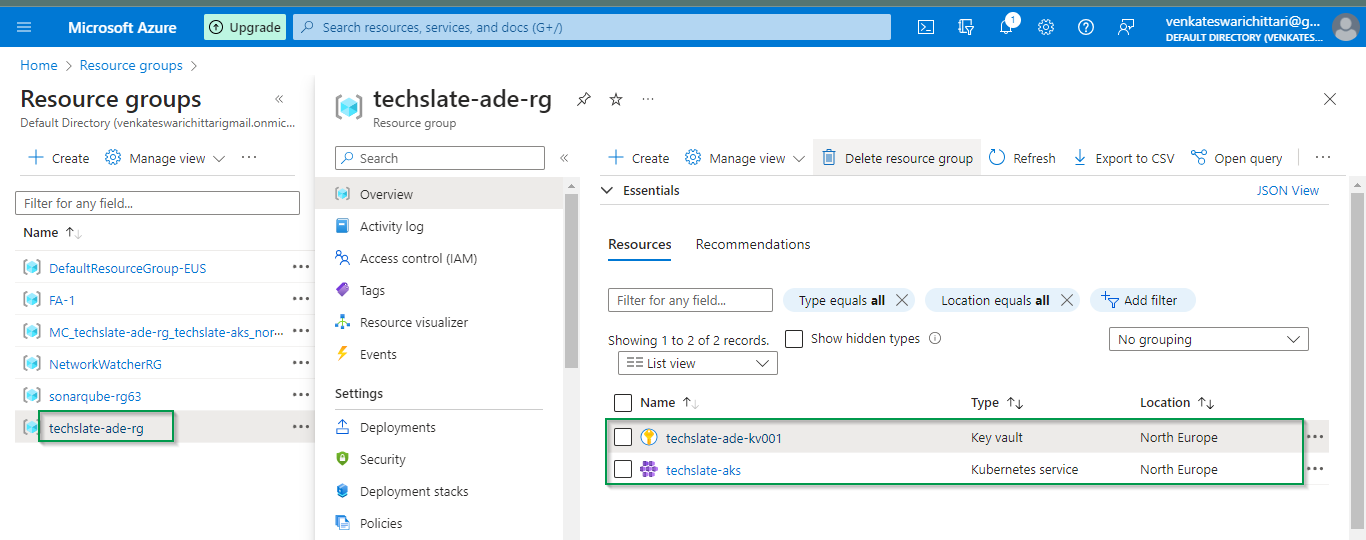 Microsoft Azure
Upgrade
Search resources, services, and docs (G+/)
1
venkateswarichittari@g...
DEFAULT DIRECTORY (VENKATES...
Home > Resource groups >
Resource groups
Default Directory (venkateswarichittarigmail.onmic...
+ Create
Manage view
...
Filter for any field...
Name ↑↓
DefaultResourceGroup-EUS ...
FA-1 ...
MC_techslate-ade-rg_techslate-aks_nor... ...
NetworkWatcherRG ...
sonarqube-rg63 ...
techslate-ade-rg ...
techslate-ade-rg
...
Resource group
Search
Overview
Activity log
Access control (IAM)
Tags
Resource visualizer
Events
Settings
Deployments
Security
Deployment stacks
Policies
+ Create
Manage view
Delete resource group
Refresh
Export to CSV
Open query
...
Essentials
JSON View
Resources
Recommendations
Filter for any field...
Type equals all
Location equals all
Add filter
Showing 1 to 2 of 2 records.
Show hidden types
No grouping
List view
Name ↑↓ Type ↑↓ Location ↑↓
techslate-ade-kv001 Key vault North Europe ...
techslate-aks Kubernetes service North Europe ...